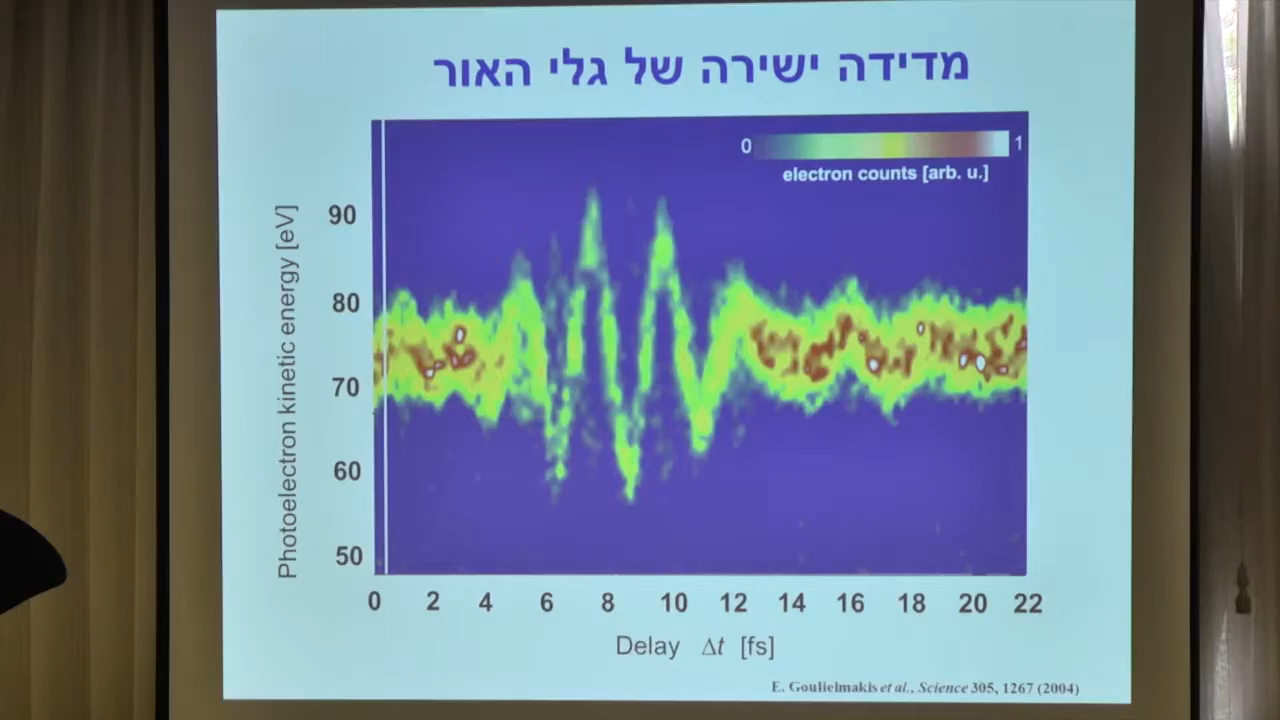 מדידה ישירה של גלי האור
0 1
electron counts [arb. u.]
Photoelectron kinetic energy [eV]
90
80
70
60
50
0 2 4 6 8 10 12 14 16 18 20 22
Delay Δt [fs]
E. Goulielmakis et al., Science 305, 1267 (2004)